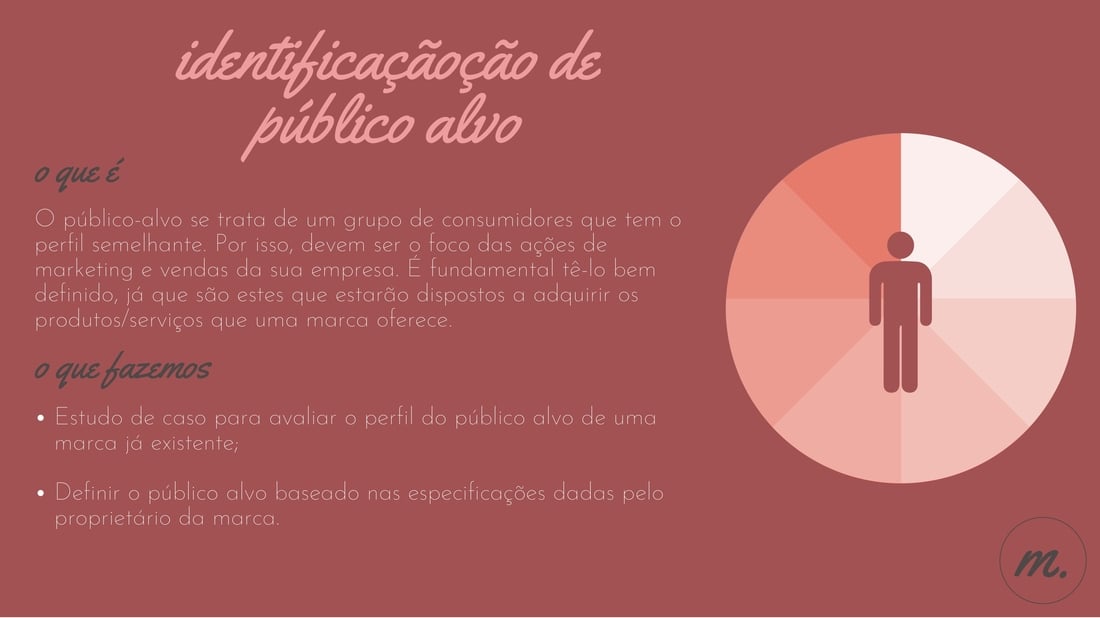 identificaçãoção de
público alvo
o que é
O público-alvo se trata de um grupo de consumidores que tem o
perfil semelhante. Por isso, devem ser o foco das ações de
marketing e vendas da sua empresa. É fundamental tê-lo bem
definido, já que são estes que estarão dispostos a adquirir os
produtos/serviços que uma marca oferece.
o que fazemos
• Estudo de caso para avaliar o perfil do público alvo de uma
marca já existente;
• Definir o público alvo baseado nas especificações dadas pelo
proprietário da marca.
m.